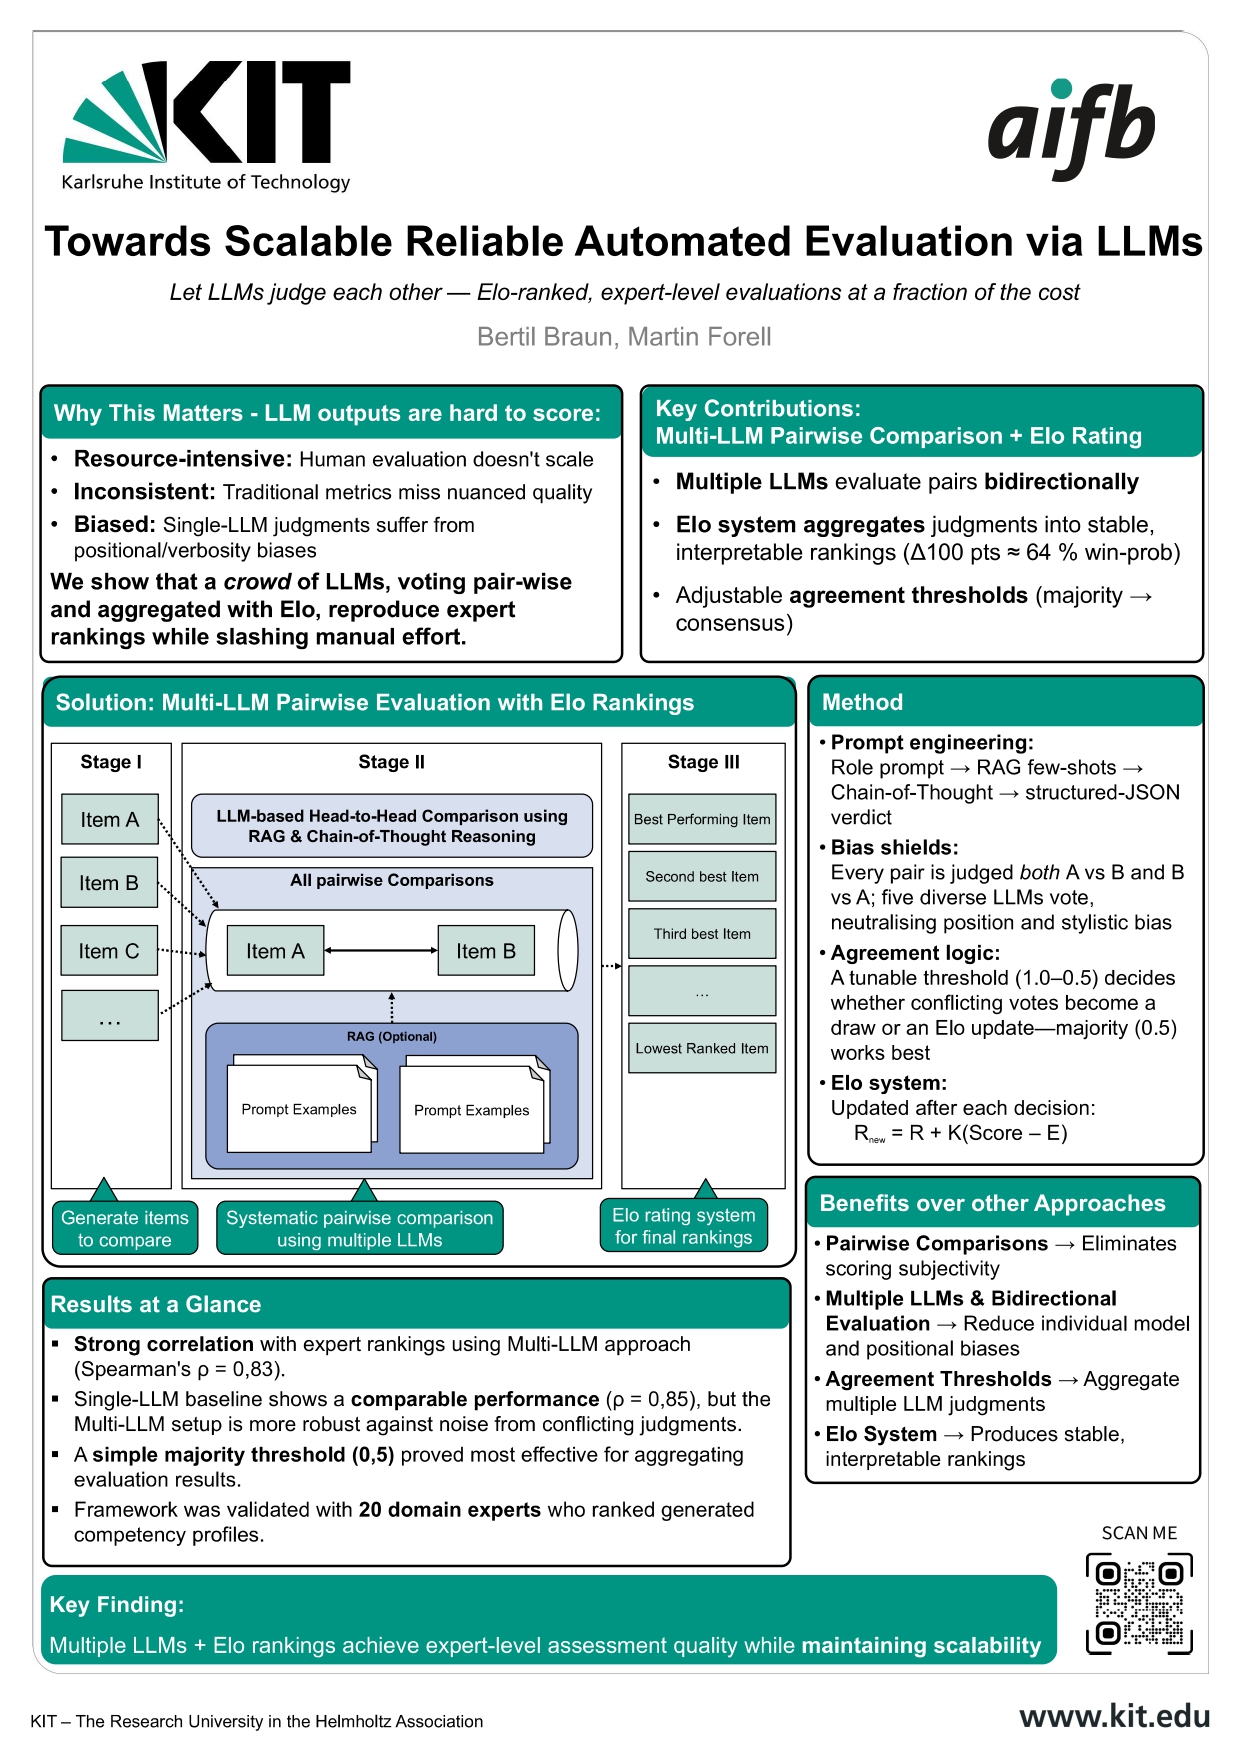 KIT
Karlsruhe Institute of Technology
aifb
Towards Scalable Reliable Automated Evaluation via LLMs
Let LLMs judge each other — Elo-ranked, expert-level evaluations at a fraction of the cost
Bertil Braun, Martin Forell
Why This Matters - LLM outputs are hard to score:
• Resource-intensive: Human evaluation doesn't scale
• Inconsistent: Traditional metrics miss nuanced quality
• Biased: Single-LLM judgments suffer from
positional/verbosity biases
We show that a crowd of LLMs, voting pair-wise
and aggregated with Elo, reproduce expert
rankings while slashing manual effort.
Key Contributions:
Multi-LLM Pairwise Comparison + Elo Rating
• Multiple LLMs evaluate pairs bidirectionally
• Elo system aggregates judgments into stable,
interpretable rankings (Δ100 pts ≈ 64 % win-prob)
• Adjustable agreement thresholds (majority →
consensus)
Solution: Multi-LLM Pairwise Evaluation with Elo Rankings
Stage I
Item A
Item B
Item C
…
Generate items
to compare
Stage II
LLM-based Head-to-Head Comparison using
RAG & Chain-of-Thought Reasoning
All pairwise Comparisons
Item A
Item B
RAG (Optional)
Prompt Examples
Prompt Examples
Systematic pairwise comparison
using multiple LLMs
Stage III
Best Performing Item
Second best Item
Third best Item
…
Lowest Ranked Item
Elo rating system
for final rankings
Method
• Prompt engineering:
Role prompt → RAG few-shots →
Chain-of-Thought → structured-JSON
verdict
• Bias shields:
Every pair is judged both A vs B and B
vs A; five diverse LLMs vote,
neutralising position and stylistic bias
• Agreement logic:
A tunable threshold (1.0–0.5) decides
whether conflicting votes become a
draw or an Elo update—majority (0.5)
works best
• Elo system:
Updated after each decision:
Rnew = R + K(Score – E)
Benefits over other Approaches
• Pairwise Comparisons → Eliminates
scoring subjectivity
• Multiple LLMs & Bidirectional
Evaluation → Reduce individual model
and positional biases
• Agreement Thresholds → Aggregate
multiple LLM judgments
• Elo System → Produces stable,
interpretable rankings
Results at a Glance
▪ Strong correlation with expert rankings using Multi-LLM approach
(Spearman's ρ = 0,83).
▪ Single-LLM baseline shows a comparable performance (ρ = 0,85), but the
Multi-LLM setup is more robust against noise from conflicting judgments.
▪ A simple majority threshold (0,5) proved most effective for aggregating
evaluation results.
▪ Framework was validated with 20 domain experts who ranked generated
competency profiles.
SCAN ME
Key Finding:
Multiple LLMs + Elo rankings achieve expert-level assessment quality while maintaining scalability
KIT – The Research University in the Helmholtz Association
www.kit.edu